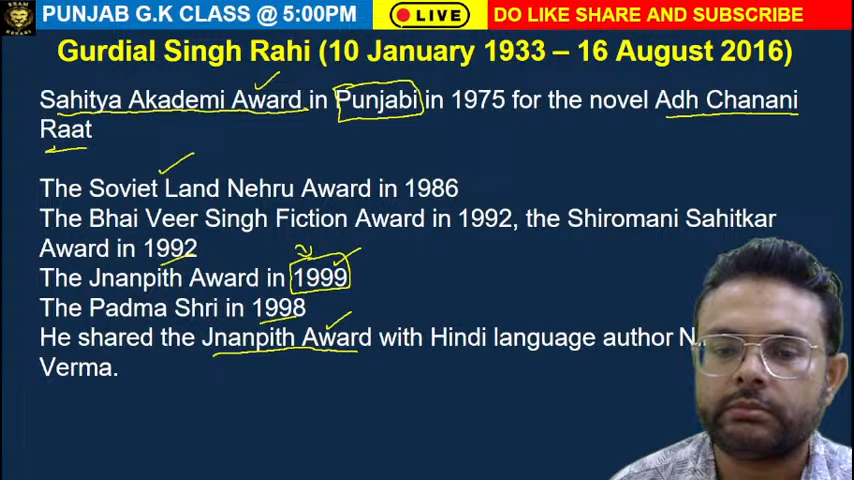 PUNJAB G.K CLASS @ 5:00PM LIVE DO LIKE SHARE AND SUBSCRIBE
Gurdial Singh Rahi (10 January 1933 – 16 August 2016)
Sahitya Akademi Award in Punjabi in 1975 for the novel Adh Chanani
Raat
The Soviet Land Nehru Award in 1986
The Bhai Veer Singh Fiction Award in 1992, the Shiromani Sahitkar
Award in 1992
The Jnanpith Award in 1999
The Padma Shri in 1998
He shared the Jnanpith Award with Hindi language author
Verma.